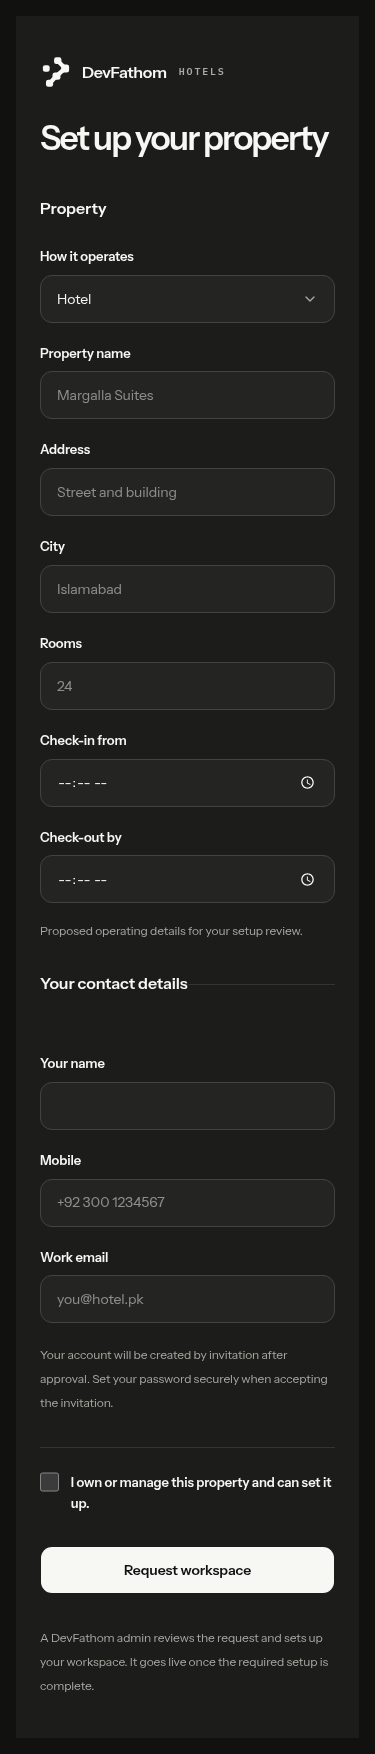 DevFathom HOTELS
Set up your property
Property
How it operates
Hotel
Property name
Margalla Suites
Address
Street and building
City
Islamabad
Rooms
24
Check-in from
--:-- --
Check-out by
--:-- --
Proposed operating details for your setup review.
Your contact details
Your name
Mobile
+92 300 1234567
Work email
you@hotel.pk
Your account will be created by invitation after
approval. Set your password securely when accepting
the invitation.
I own or manage this property and can set it
up.
Request workspace
A DevFathom admin reviews the request and sets up
your workspace. It goes live once the required setup is
complete.